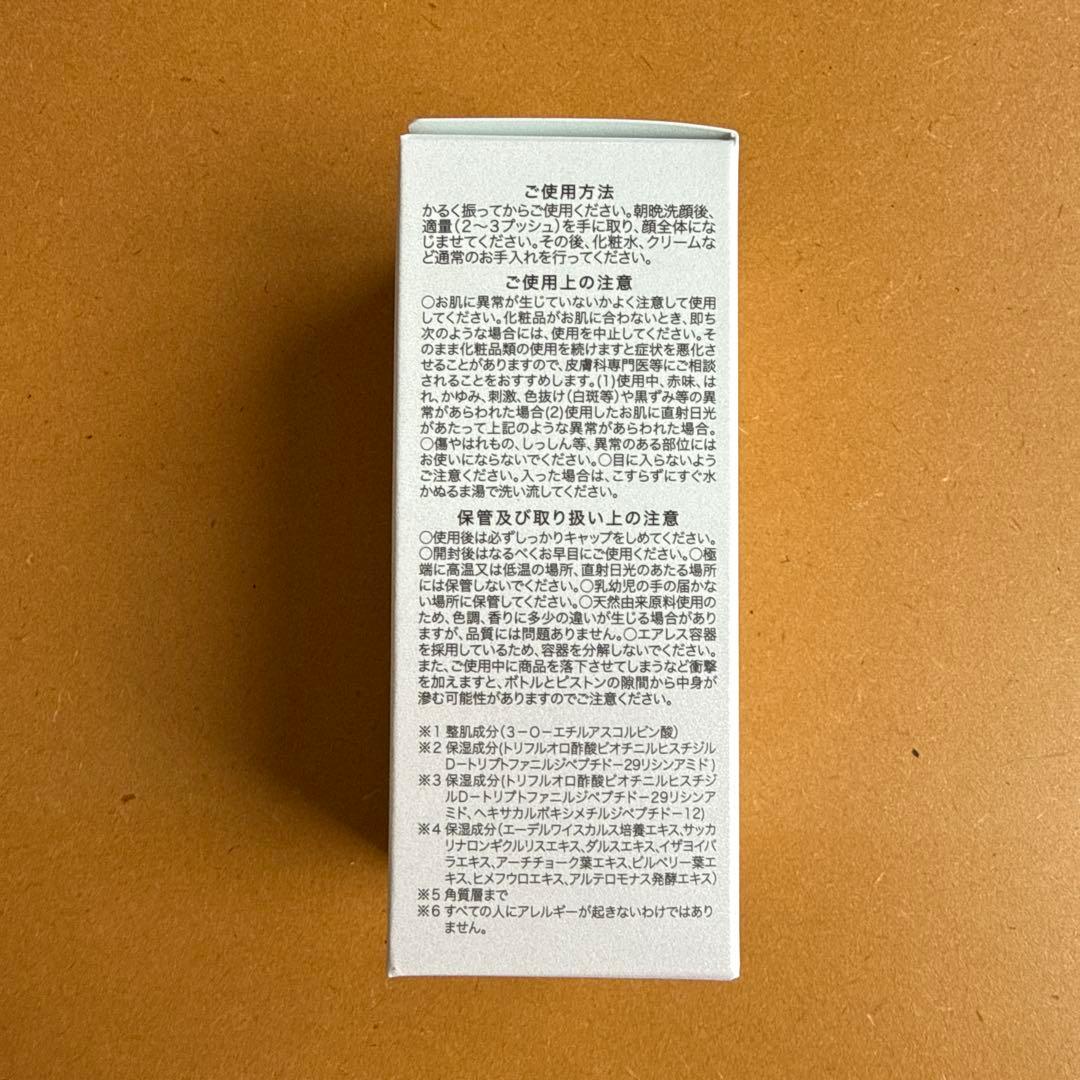 ご使用方法
かるく振ってからご使用ください。朝晩洗顔後、
適量(2〜3プッシュ)を手に取り、顔全体にな
じませてください。その後、化粧水、クリームな
ど通常のお手入れを行ってください。
ご使用上の注意
○お肌に異常が生じていないかよく注意して使用
してください。化粧品がお肌に合わないとき、即ち
次のような場合には、使用を中止してください。そ
のまま化粧品類の使用を続けますと症状を悪化さ
せることがありますので、皮膚科専門医等にご相談
されることをおすすめします。(1)使用中、赤味、は
れ、かゆみ、刺激、色抜け(白斑等)や黒ずみ等の異
常があらわれた場合(2)使用したお肌に直射日光
があたって上記のような異常があらわれた場合。
○傷やはれもの、しっしん等、異常のある部位には
お使いにならないでください。○目に入らないよう
ご注意ください。入った場合は、こすらずにすぐ水
かぬるま湯で洗い流してください。
保管及び取り扱い上の注意
○使用後は必ずしっかりキャップをしめてください。
○開封後はなるべくお早目にご使用ください。○極
端に高温又は低温の場所、直射日光のあたる場所
には保管しないでください。○乳幼児の手の届かな
い場所に保管してください。○天然由来原料使用の
ため、色調、香りに多少の違いが生じる場合があり
ますが、品質には問題ありません。○エアレス容器
を採用しているため、容器を分解しないでください。
また、ご使用中に商品を落下させてしまうなど衝撃
を加えますと、ボトルとピストンの隙間から中身が
滲む可能性がありますのでご注意ください。
※1 整肌成分(3-O-エチルアスコルビン酸)
※2 保湿成分(トリフルオロ酢酸ビオチニルヒスチジル
D-トリプトファニルジペプチド-29リシンアミド)
※3 保湿成分(トリフルオロ酢酸ビオチニルヒスチジ
ルD-トリプトファニルジペプチド-29リシンア
ミド、ヘキサカルボキシメチルジペプチド-12)
※4 保湿成分(エーデルワイスカルス培養エキス、サッカ
リナロンギクルリスエキス、ダルスエキス、イザヨイバ
ラエキス、アーチチョーク葉エキス、ビルベリー葉エ
キス、ヒメフウロエキス、アルテロモナス発酵エキス)
※5 角質層まで
※6 すべての人にアレルギーが起きないわけではあり
ません。